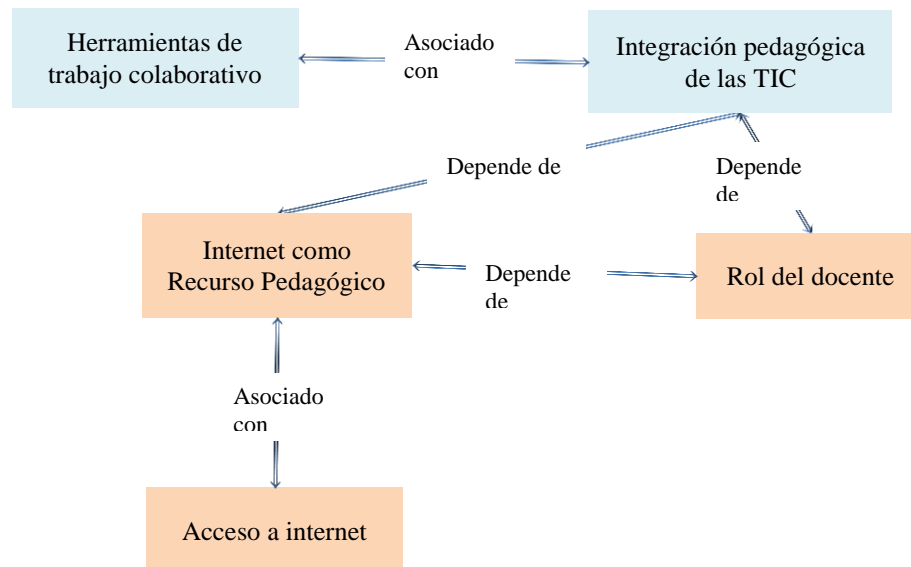 Herramientas de
trabajo colaborativo
Asociado
con
Integración pedagógica
de las TIC
Depende de
Depende
de
Internet como
Recurso Pedagógico
Depende
de
Rol del docente
Asociado
con
Acceso a internet